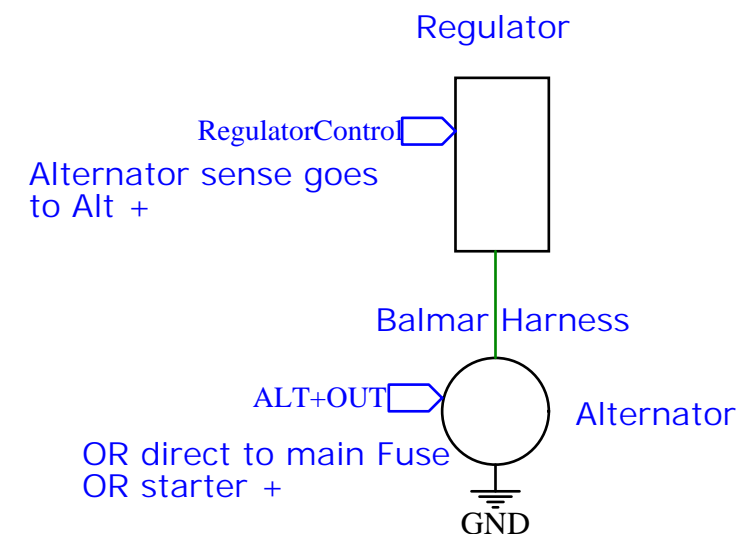 Regulator
RegulatorControl
Alternator sense goes
to Alt +
Balmar Harness
ALT+OUT
Alternator
OR direct to main Fuse
OR starter +
GND